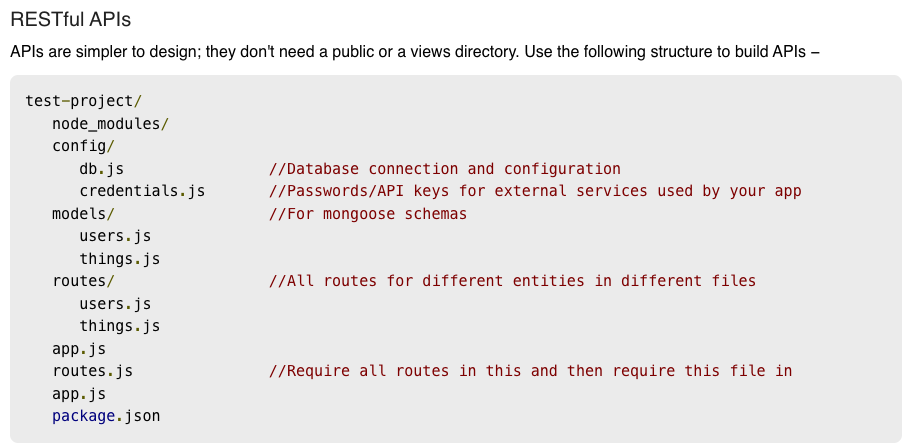 RESTful APIs
APIs are simpler to design; they don't need a public or a views directory. Use the following structure to build APIs −
test-project/
   node_modules/
   config/
      db.js                //Database connection and configuration
      credentials.js       //Passwords/API keys for external services used by your app
   models/                 //For mongoose schemas
      users.js
      things.js
   routes/                 //All routes for different entities in different files
      users.js
      things.js
   app.js
   routes.js               //Require all routes in this and then require this file in
   app.js
   package.json